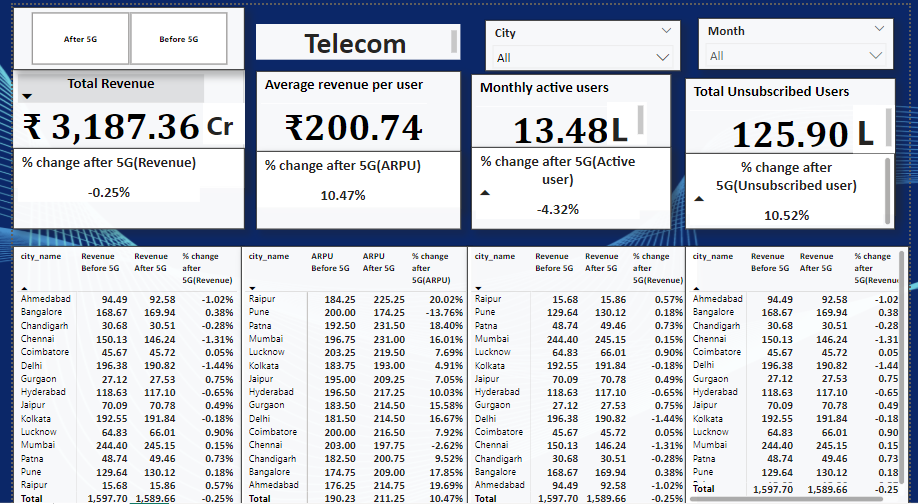 After 5G Before 5G
Telecom
City
All
Month
All
Total Revenue
₹ 3,187.36 Cr
% change after 5G(Revenue)
-0.25%
Average revenue per user
₹200.74
% change after 5G(ARPU)
10.47%
Monthly active users
13.48L
% change after 5G(Active
user)
-4.32%
Total Unsubscribed Users
125.90 L
% change after
5G(Unsubscribed user)
10.52%
city_name Revenue Before 5G Revenue After 5G % change after 5G(Revenue)
Ahmedabad 94.49 92.58 -1.02%
Bangalore 168.67 169.94 0.38%
Chandigarh 30.68 30.51 -0.28%
Chennai 150.13 146.24 -1.31%
Coimbatore 45.67 45.72 0.05%
Delhi 196.38 190.82 -1.44%
Gurgaon 27.12 27.53 0.75%
Hyderabad 118.63 117.10 -0.65%
Jaipur 70.09 70.78 0.49%
Kolkata 192.55 191.84 -0.18%
Lucknow 64.83 66.01 0.90%
Mumbai 244.40 245.15 0.15%
Patna 48.74 49.46 0.73%
Pune 129.64 130.12 0.18%
Raipur 15.68 15.86 0.57%
Total 1,597.70 1,589.66 -0.25%
city_name ARPU Before 5G ARPU After 5G % change after 5G(ARPU)
Raipur 184.25 225.25 20.02%
Pune 200.00 174.25 -13.76%
Patna 192.50 231.50 18.40%
Mumbai 196.75 231.00 16.01%
Lucknow 203.25 219.50 7.69%
Kolkata 183.75 193.00 4.91%
Jaipur 195.00 209.25 7.05%
Hyderabad 196.50 217.25 10.03%
Gurgaon 183.50 214.50 15.58%
Delhi 181.50 214.50 16.67%
Coimbatore 200.00 216.50 7.92%
Chennai 203.00 197.75 -2.62%
Chandigarh 182.50 200.75 9.52%
Bangalore 174.75 209.00 17.85%
Ahmedabad 176.25 214.75 19.69%
Total 190.23 211.25 10.47%
city_name Revenue Before 5G Revenue After 5G % change after 5G(Revenue)
Raipur 15.68 15.86 0.57%
Pune 129.64 130.12 0.18%
Patna 48.74 49.46 0.73%
Mumbai 244.40 245.15 0.15%
Lucknow 64.83 66.01 0.90%
Kolkata 192.55 191.84 -0.18%
Jaipur 70.09 70.78 0.49%
Hyderabad 118.63 117.10 -0.65%
Gurgaon 27.12 27.53 0.75%
Delhi 196.38 190.82 -1.44%
Coimbatore 45.67 45.72 0.05%
Chennai 150.13 146.24 -1.31%
Chandigarh 30.68 30.51 -0.28%
Bangalore 168.67 169.94 0.38%
Ahmedabad 94.49 92.58 -1.02%
Total 1,597.70 1,589.66 -0.25%
city_name Revenue Before 5G Revenue After 5G % change after 5G(Revenu
Ahmedabad 94.49 92.58 -1.02
Bangalore 168.67 169.94 0.38
Chandigarh 30.68 30.51 -0.28
Chennai 150.13 146.24 -1.31
Coimbatore 45.67 45.72 0.05
Delhi 196.38 190.82 -1.44
Gurgaon 27.12 27.53 0.75
Hyderabad 118.63 117.10 -0.65
Jaipur 70.09 70.78 0.49
Kolkata 192.55 191.84 -0.18
Lucknow 64.83 66.01 0.90
Mumbai 244.40 245.15 0.15
Patna 48.74 49.46 0.73
Pune 129.64 130.12 0.18
Total 1,597.70 1,589.66 -0.25